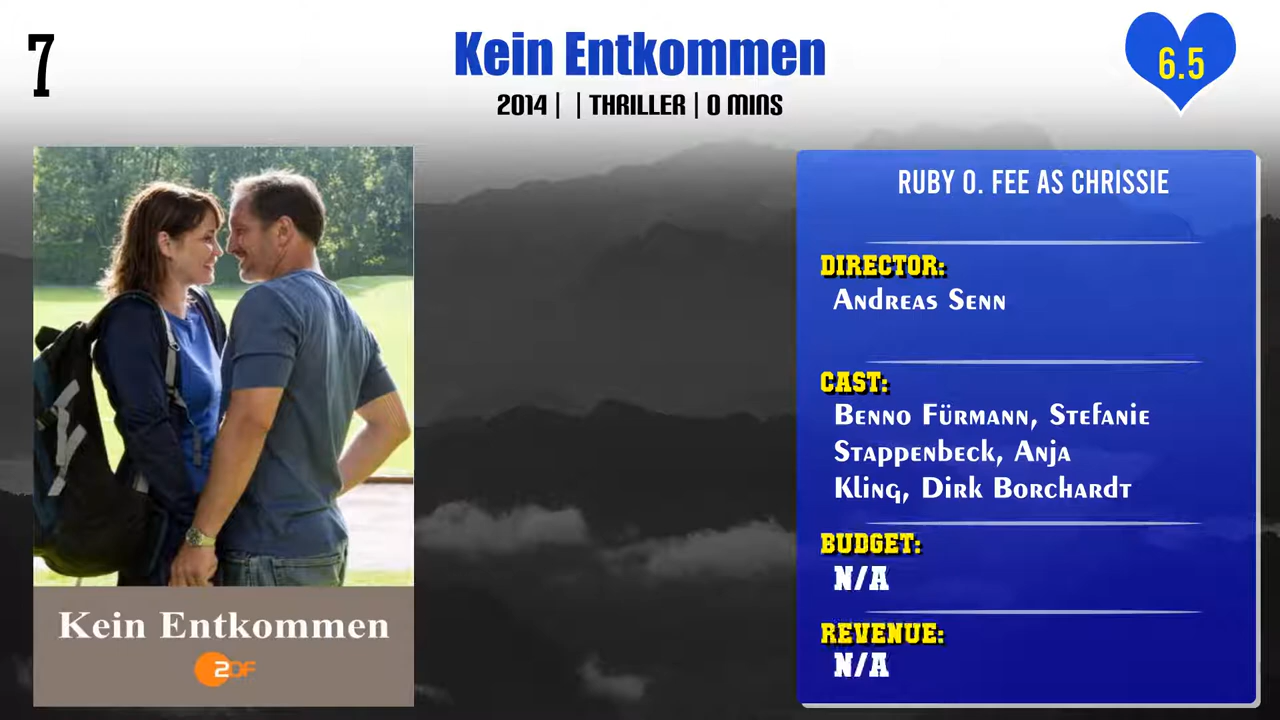 7
Kein Entkommen
6.5
2014 | | THRILLER | 0 MINS
RUBY O. FEE AS CHRISSIE
DIRECTOR:
Andreas Senn
CAST:
Benno Fürmann, Stefanie
Stappenbeck, Anja
Kling, Dirk Borchardt
BUDGET:
N/A
REVENUE:
N/A
Kein Entkommen
ZDF